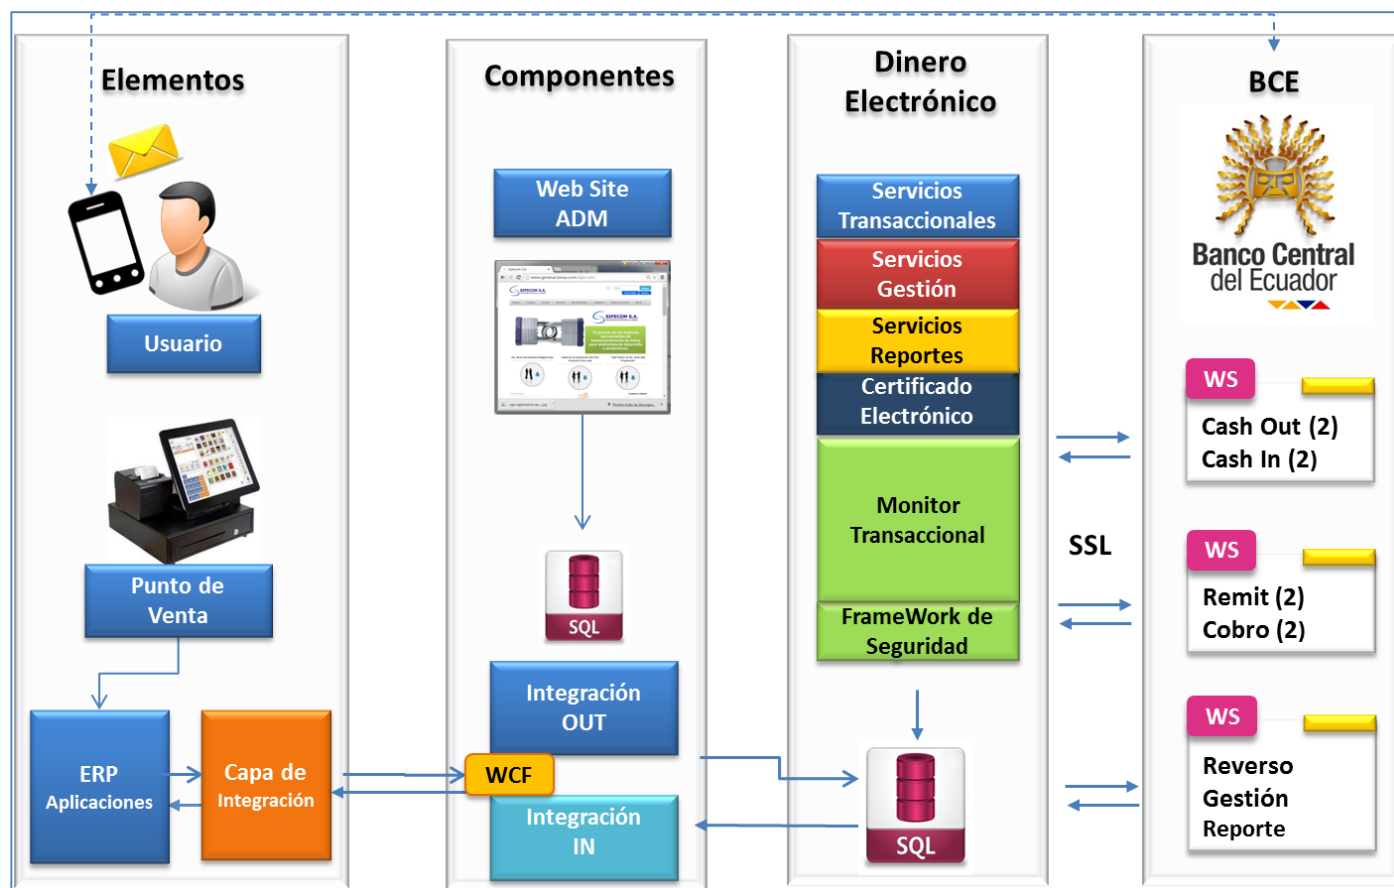 Elementos
Usuario
Punto de
Venta
ERP
Aplicaciones
Capa de
Integración
Componentes
Web Site
ADM
SIPECOM S.A.
SIPECOM S.A.
SQL
Integración
OUT
WCF
Integración
IN
Dinero
Electrónico
Servicios
Transaccionales
Servicios
Gestión
Servicios
Reportes
Certificado
Electrónico
Monitor
Transaccional
FrameWork de
Seguridad
SQL
SSL
BCE
Banco Central
del Ecuador
WS
Cash Out (2)
Cash In (2)
WS
Remit (2)
Cobro (2)
WS
Reverso
Gestión
Reporte